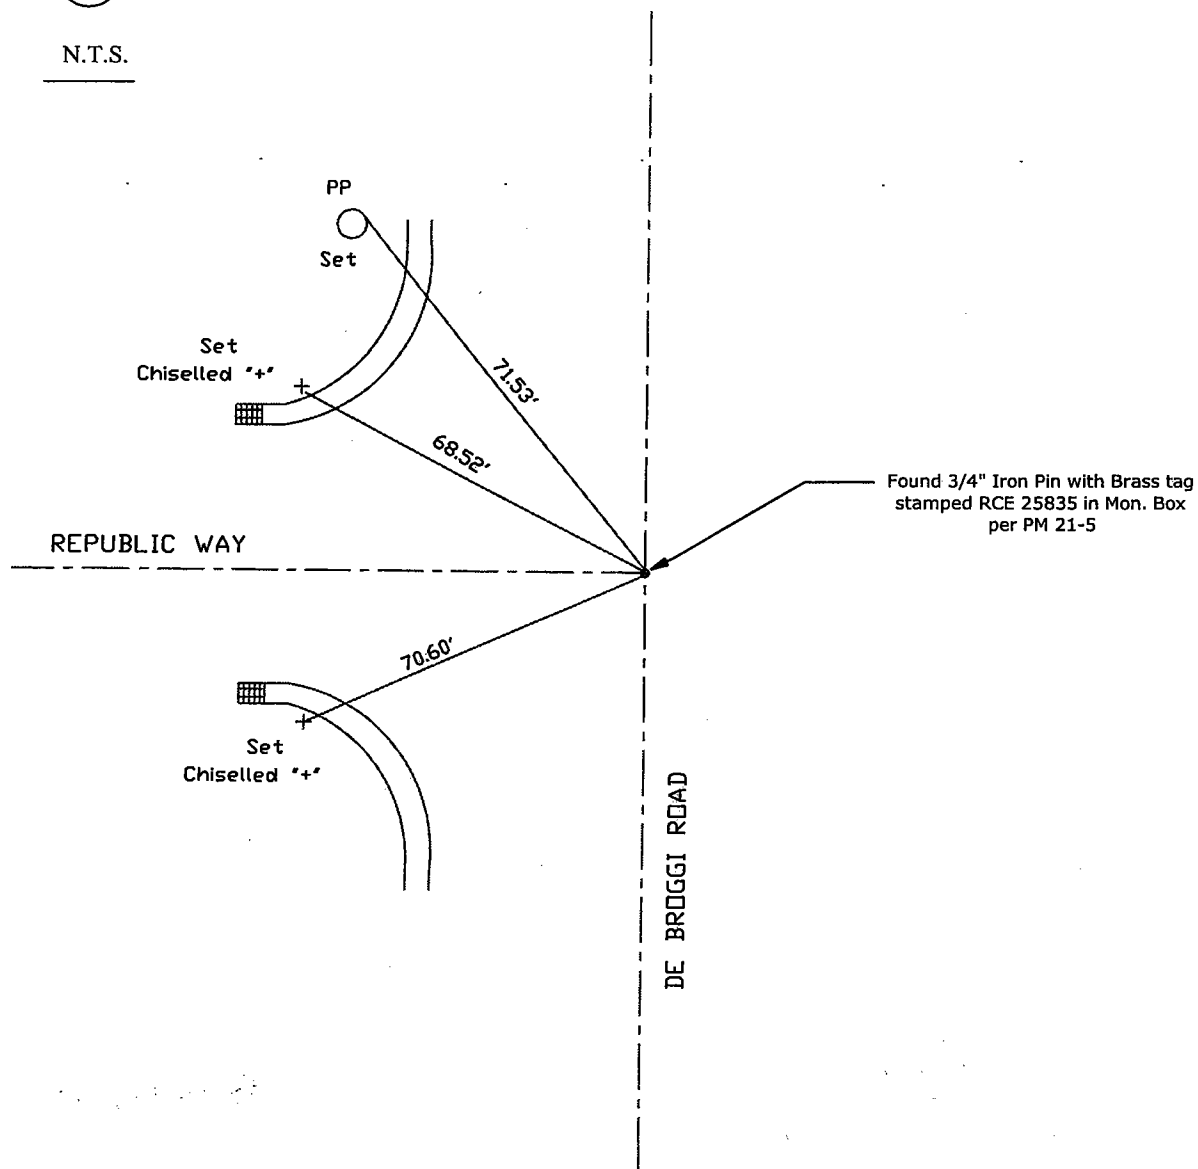 N.T.S.
PP
Set
Set
Chiselled "+"
71.53'
68.52'
Found 3/4" Iron Pin with Brass tag
stamped RCE 25835 in Mon. Box
per PM 21-5
REPUBLIC WAY
70.60'
Set
Chiselled "+"
DE BROGGI ROAD